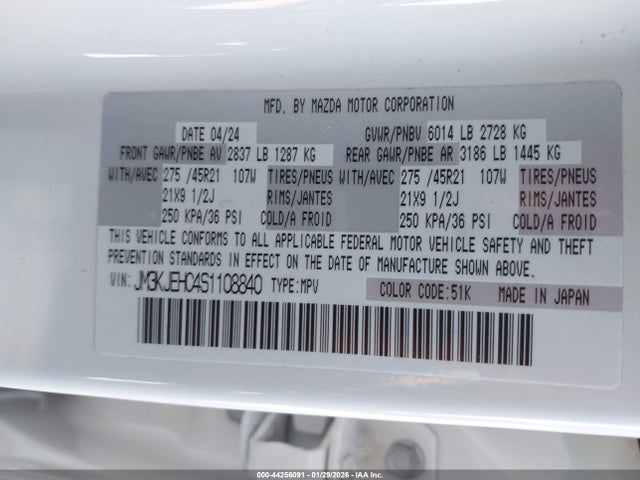 MFD. BY MAZDA MOTOR CORPORATION
DATE 04/24 GVWR/PNBV 6014 LB 2728 KG
FRONT GAWR/PNBE AV 2837 LB 1287 KG REAR GAWR/PNBE AR 3186 LB 1445 KG
WITH/AVEC 275 /45R21 107W TIRES/PNEUS WITH/AVEC 275 /45R21 107W TIRES/PNEUS
21X9 1/2J RIMS/JANTES 21X9 1/2J RIMS/JANTES
250 KPA/36 PSI COLD/A FROID 250 KPA/36 PSI COLD/A FROID
THIS VEHICLE CONFORMS TO ALL APPLICABLE FEDERAL MOTOR VEHICLE SAFETY AND THEFT
PREVENTION STANDARDS IN EFFECT ON THE DATE OF MANUFACTURE SHOWN ABOVE.
VIN: JM3KJEHC4S1108840 TYPE:MPV COLOR CODE:51K MADE IN JAPAN
000-44256091 - 01/29/2026 - IAA Inc.